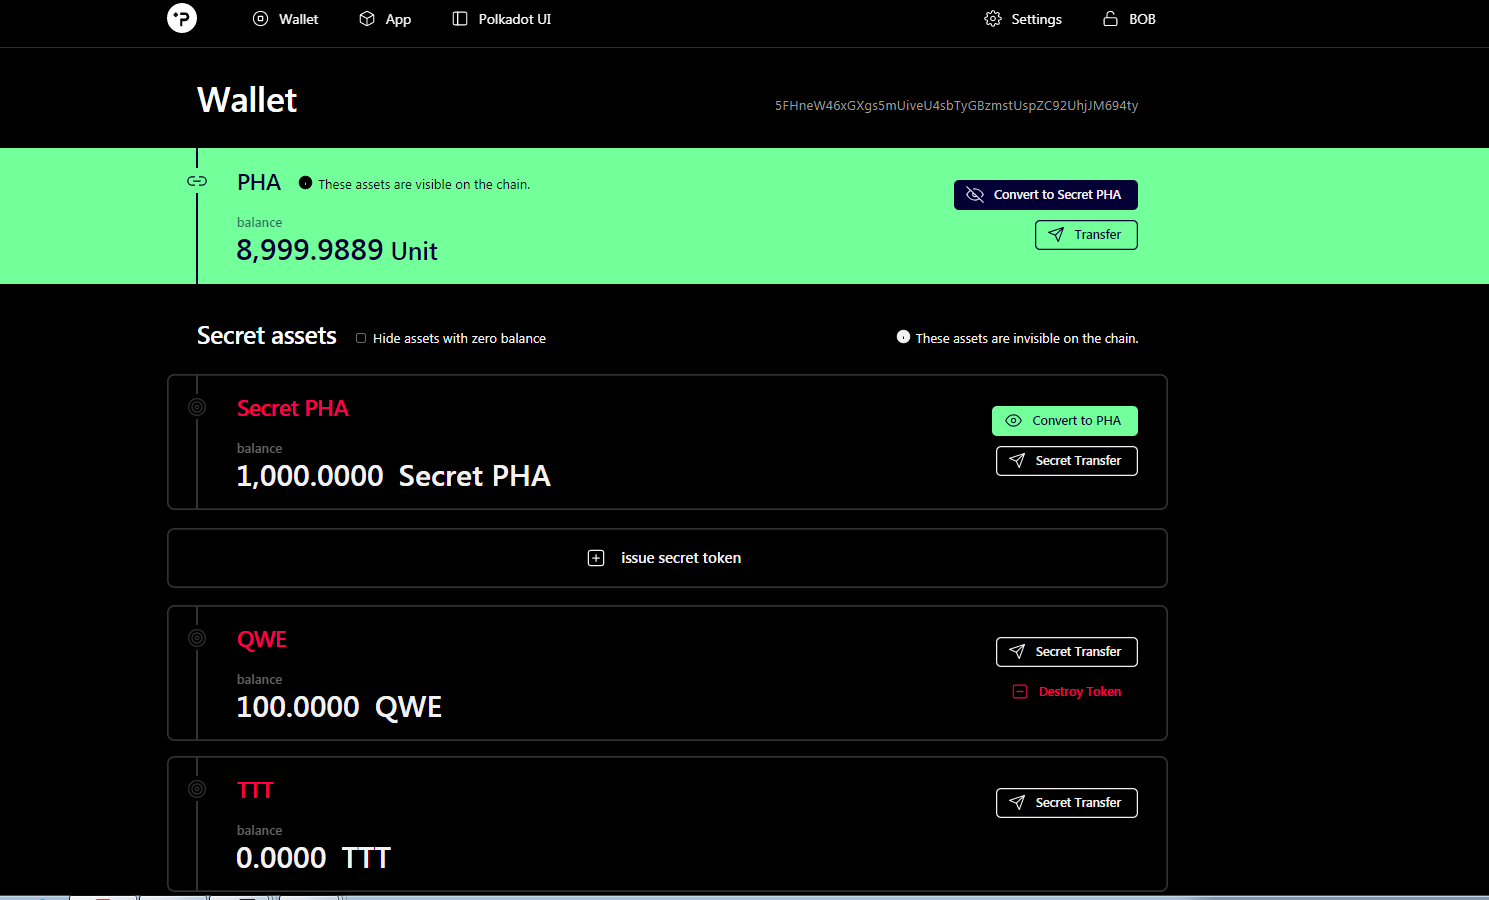 Wallet App Polkadot UI Settings BOB
Wallet 5FHneW46xGXgs5mUiveU4sbTyGBzmstUspZC92UhjJM694ty
PHA These assets are visible on the chain. Convert to Secret PHA
balance
Transfer
8,999.9889 Unit
Secret assets Hide assets with zero balance These assets are invisible on the chain.
Secret PHA
Convert to PHA
balance
Secret Transfer
1,000.0000 Secret PHA
issue secret token
QWE
Secret Transfer
balance
Destroy Token
100.0000 QWE
TTT
Secret Transfer
balance
0.0000 TTT